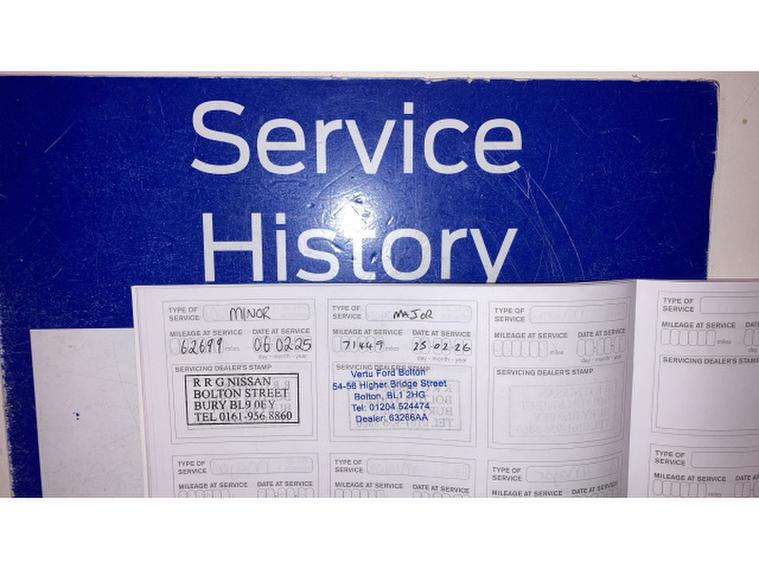 Service
History
TYPE OF SERVICE MINOR
MILEAGE AT SERVICE DATE AT SERVICE
62699 miles 06 02 25
day - month - year
SERVICING DEALER'S STAMP
R R G NISSAN
BOLTON STREET
BURY BL9 0EY
TEL 0161-956 8860
TYPE OF SERVICE MAJOR
MILEAGE AT SERVICE DATE AT SERVICE
71449 miles 25 02 26
day - month - year
SERVICING DEALER'S STAMP
Vertu Ford Bolton
54-56 Higher Bridge Street
Bolton, BL1 2HG
Tel: 01204 524474
Dealer: 63266AA
TYPE OF SERVICE
MILEAGE AT SERVICE DATE AT SERVICE
miles
day - month - year
SERVICING DEALER'S STAMP
TYPE OF SERVICE
MILEAGE AT SERVICE
miles
SERVICING DEALER'S STAMP
TYPE OF SERVICE
MILEAGE AT SERVICE DATE AT SERVICE
TYPE OF SERVICE
MILEAGE AT SERVICE DATE AT SERVICE
TYPE OF SERVICE
MILEAGE AT SERVICE DATE AT SERVICE
TYPE OF SERVICE
MILEAGE AT SERVICE
miles